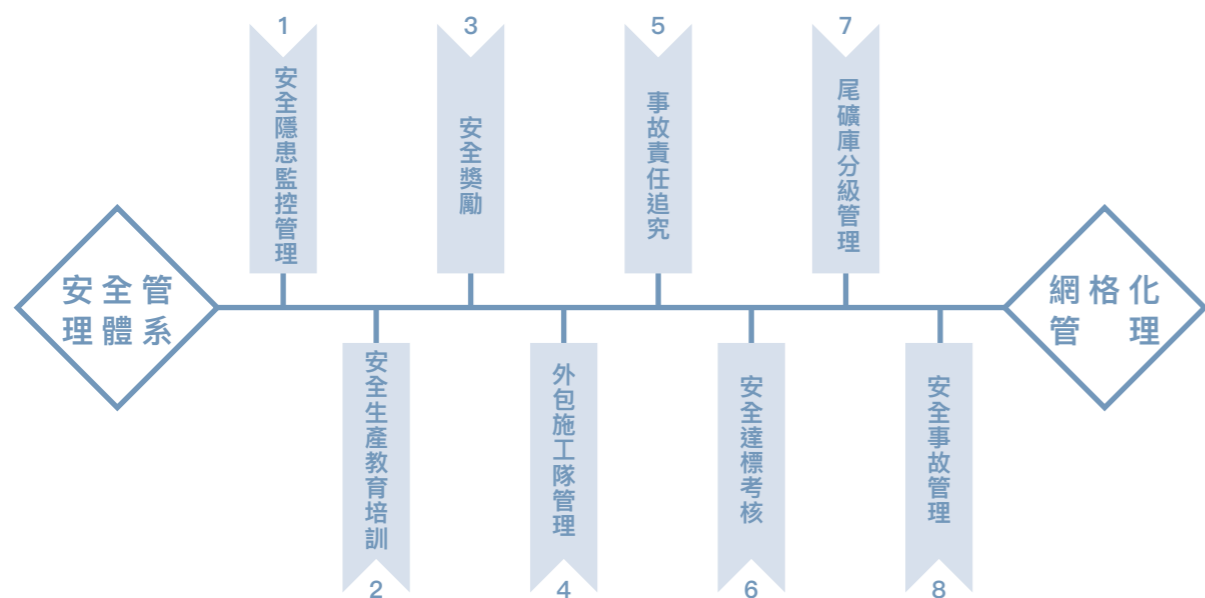 1
安全隱患監控管理
3
安全獎勵
5
事故責任追究
7
尾礦庫分級管理
安全管
理體系
網格化
管理
安全生產教育培訓
2
外包施工隊管理
4
安全達標考核
6
安全事故管理
8